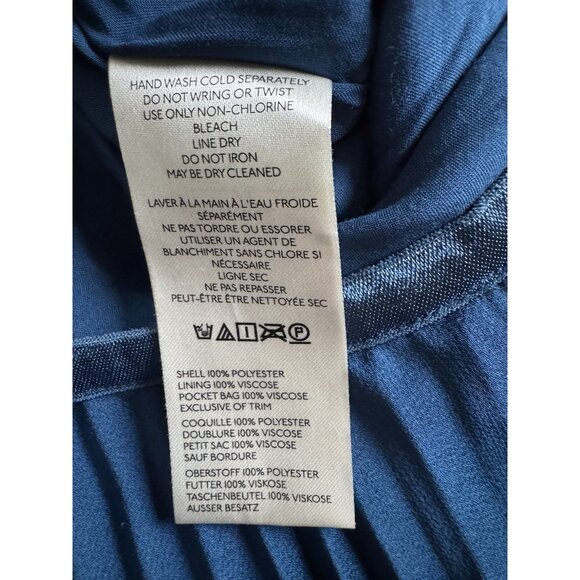 HAND WASH COLD SEPARATELY
DO NOT WRING OR TWIST
USE ONLY NON-CHLORINE
BLEACH
LINE DRY
DO NOT IRON
MAY BE DRY CLEANED
LAVER À LA MAIN À L'EAU FROIDE
SÉPARÉMENT
NE PAS TORDRE OU ESSORER
UTILISER UN AGENT DE
BLANCHIMENT SANS CHLORE SI
NÉCESSAIRE
LIGNE SEC
NE PAS REPASSER
PEUT-ÊTRE ÊTRE NETTOYÉE SEC
P
SHELL 100% POLYESTER
LINING 100% VISCOSE
POCKET BAG 100% VISCOSE
EXCLUSIVE OF TRIM
COQUILLE 100% POLYESTER
DOUBLURE 100% VISCOSE
PETIT SAC 100% VISCOSE
SAUF BORDURE
OBERSTOFF 100% POLYESTER
FUTTER 100% VISKOSE
TASCHENBEUTEL 100% VISKOSE
AUSSER BESATZ